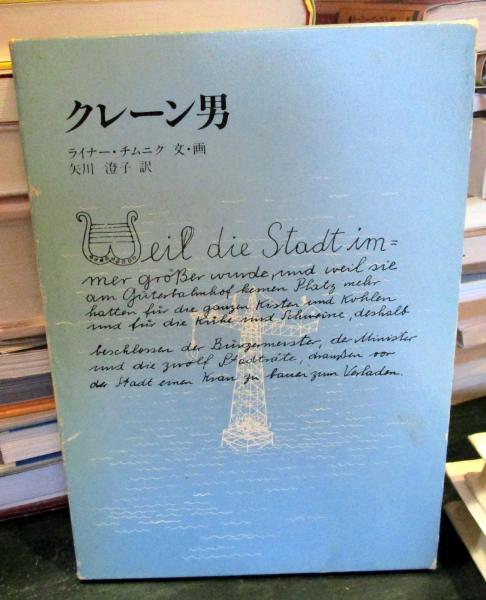 クレーン男
ライナー・チムニク 文・画
矢川 澄子 訳
Weil die Stadt im=
mer größer wurde, und weil sie
am Güterbahnhof keinen Platz mehr
hatten für die ganzen Kisten und Kohlen
und für die Kühe und Schweine, deshalb
beschlossen der Bürgermeister, der Minister
und die zwölf Stadträte, draußen vor
der Stadt einen Kran zu bauen zum Verladen.